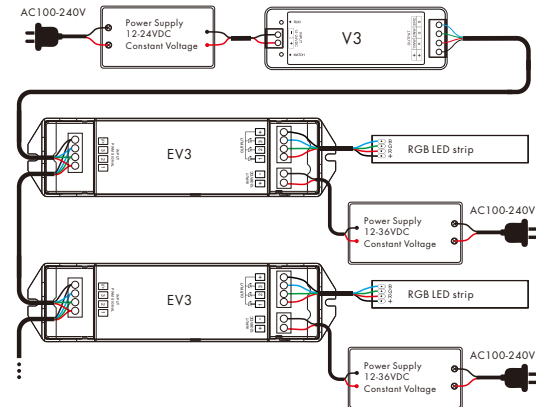 AC100-240V
Power Supply
12-24VDC
Constant Voltage
V3
EV3
RGB LED strip
AC100-240V
Power Supply
12-36VDC
Constant Voltage
EV3
RGB LED strip
AC100-240V
Power Supply
12-36VDC
Constant Voltage